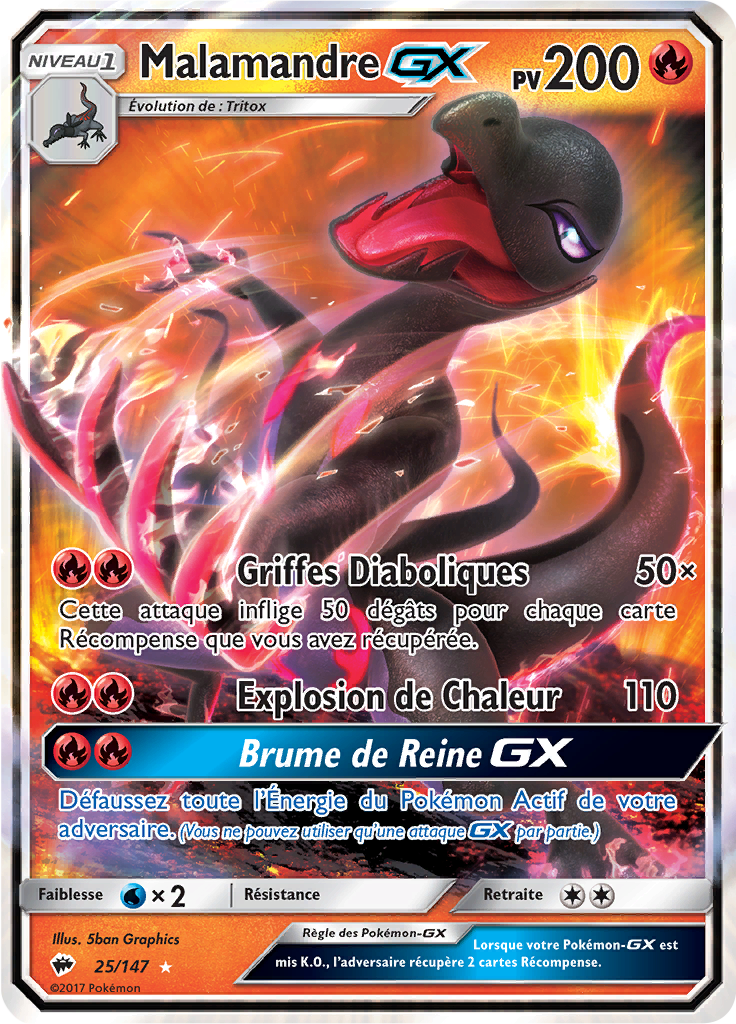 NIVEAU 1
Malamandre GX
PV 200
Évolution de : Tritox
Griffes Diaboliques 50×
Cette attaque inflige 50 dégâts pour chaque carte
Récompense que vous avez récupérée.
Explosion de Chaleur 110
Brume de Reine GX
Défaussez toute l'Énergie du Pokémon Actif de votre
adversaire. (Vous ne pouvez utiliser qu'une attaque GX par partie.)
Faiblesse ×2
Résistance
Retraite
Illus. 5ban Graphics
25/147 ★
©2017 Pokémon
Règle des Pokémon-GX
Lorsque votre Pokémon-GX est
mis K.O., l'adversaire récupère 2 cartes Récompense.